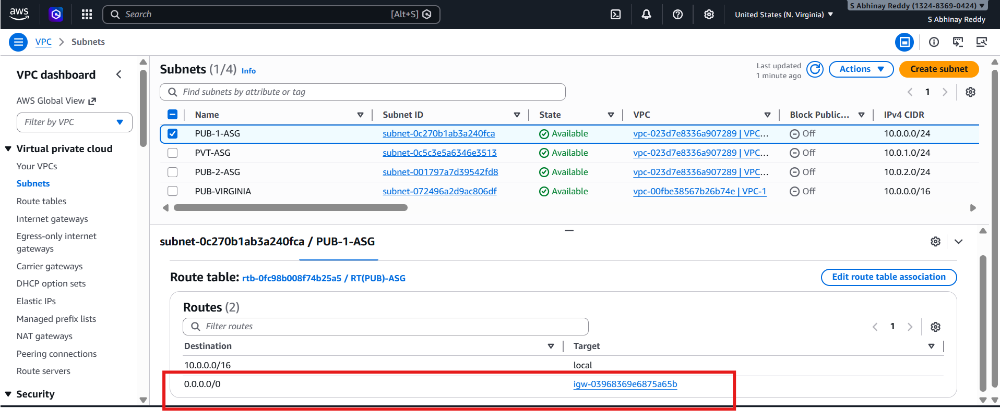 aws
Search [Alt+S]
United States (N. Virginia)
S Abhinay Reddy (1324-8369-0424)
S Abhinay Reddy
VPC Subnets
VPC dashboard
AWS Global View
Filter by VPC
Virtual private cloud
Your VPCs
Subnets
Route tables
Internet gateways
Egress-only internet
gateways
Carrier gateways
DHCP option sets
Elastic IPs
Managed prefix lists
NAT gateways
Peering connections
Route servers
Security
Subnets (1/4) Info
Last updated
1 minute ago
Actions
Create subnet
Find subnets by attribute or tag
1
Name Subnet ID State VPC Block Public... IPv4 CIDR
PUB-1-ASG subnet-0c270b1ab3a240fca Available vpc-023d7e8336a907289 | VPC... Off 10.0.0.0/24
PVT-ASG subnet-0c5c3e5a6346e3513 Available vpc-023d7e8336a907289 | VPC... Off 10.0.1.0/24
PUB-2-ASG subnet-001797a7d39542fd8 Available vpc-023d7e8336a907289 | VPC... Off 10.0.2.0/24
PUB-VIRGINIA subnet-072496a2d9ac806df Available vpc-00fbe38567b26b74e | VPC-1 Off 10.0.0.0/16
subnet-0c270b1ab3a240fca / PUB-1-ASG
Route table: rtb-0fc98b008f74b25a5 / RT(PUB)-ASG
Edit route table association
Routes (2)
Filter routes
1
Destination Target
10.0.0.0/16 local
0.0.0.0/0 igw-03968369e6875a65b